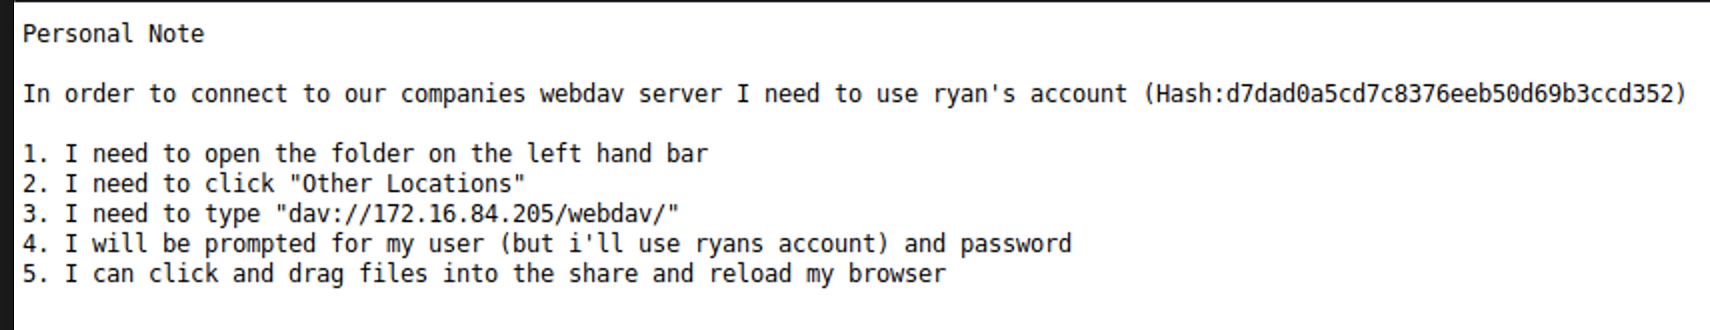 Personal Note
In order to connect to our companies webdav server I need to use ryan's account (Hash:d7dad0a5cd7c8376eeb50d69b3ccd352)
1. I need to open the folder on the left hand bar
2. I need to click "Other Locations"
3. I need to type "dav://172.16.84.205/webdav/"
4. I will be prompted for my user (but i'll use ryans account) and password
5. I can click and drag files into the share and reload my browser